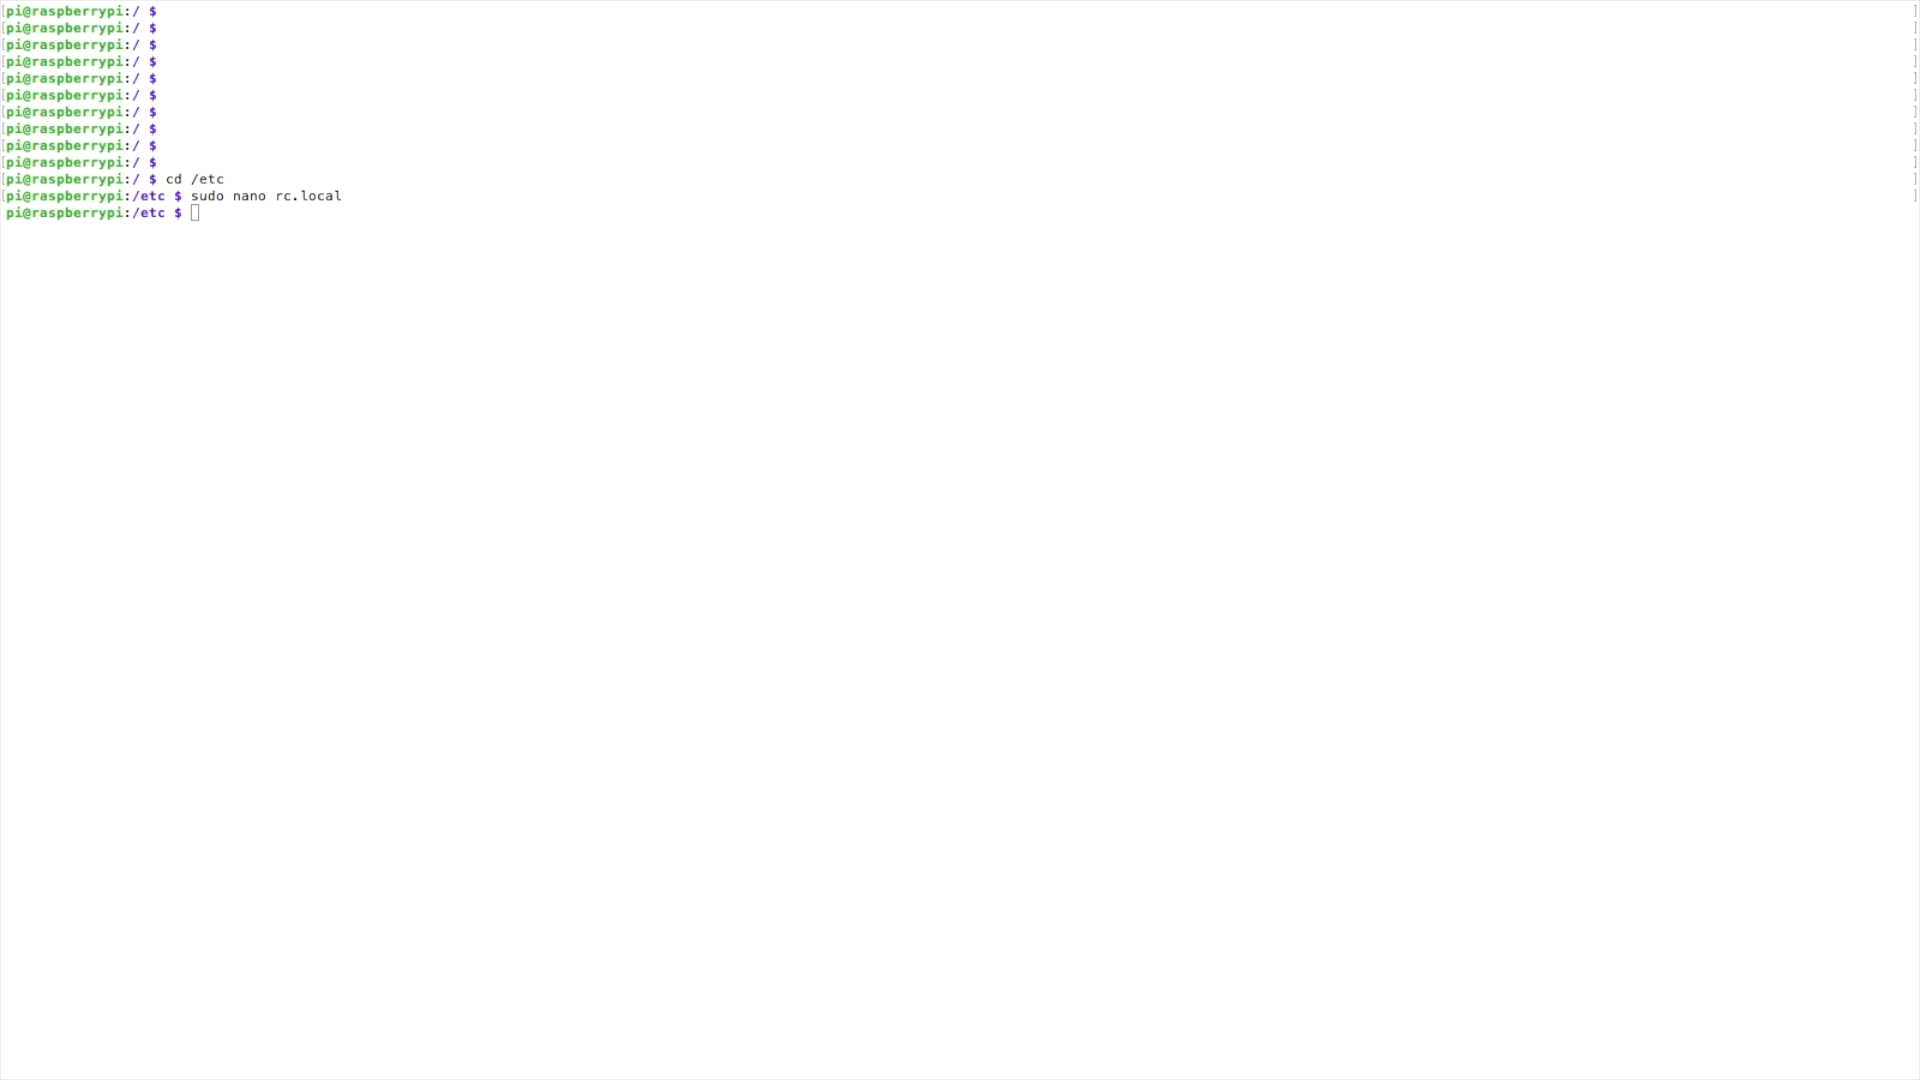 [pi@raspberrypi:/ $ ]
[pi@raspberrypi:/ $ ]
[pi@raspberrypi:/ $ ]
[pi@raspberrypi:/ $ ]
[pi@raspberrypi:/ $ ]
[pi@raspberrypi:/ $ ]
[pi@raspberrypi:/ $ ]
[pi@raspberrypi:/ $ ]
[pi@raspberrypi:/ $ ]
[pi@raspberrypi:/ $ ]
[pi@raspberrypi:/ $ cd /etc ]
[pi@raspberrypi:/etc $ sudo nano rc.local ]
pi@raspberrypi:/etc $